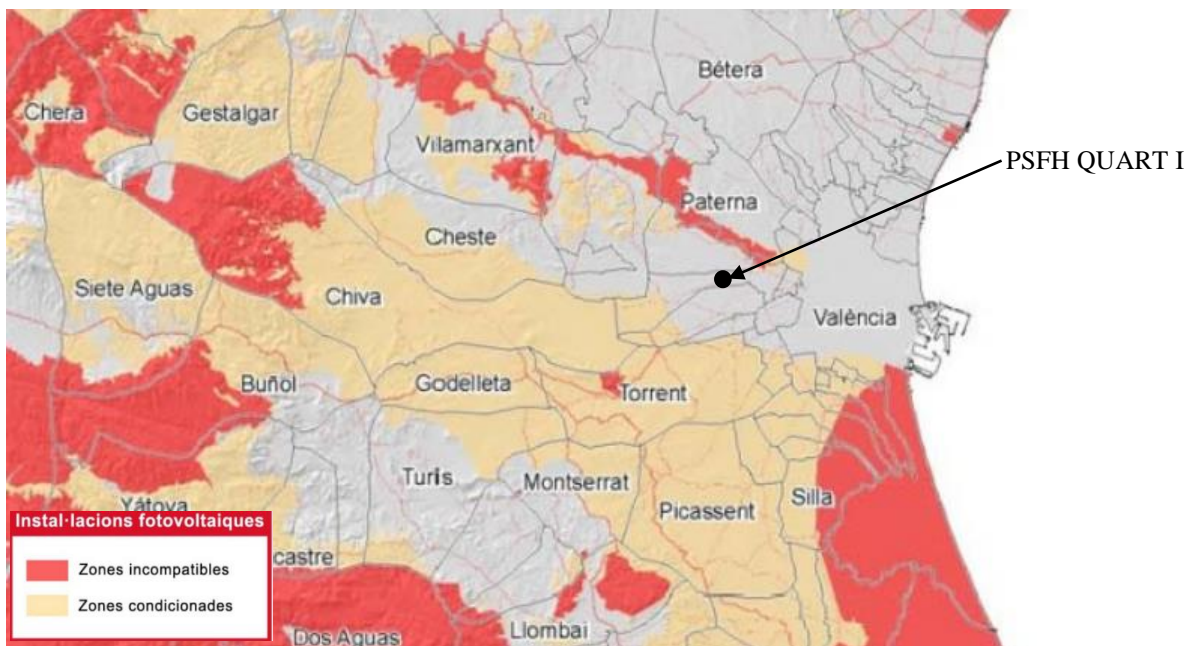 Bétera
Chera
Gestalgar
Vilamarxant
PSFH QUART I
Paterna
Cheste
Siete Aguas
Chiva
València
Buñol
Godelleta
Torrent
Turís
Montserrat
Silla
Yátova
Picassent
Instal·lacions fotovoltaiques
Zones incompatibles
Zones condicionades
castre
Llombai
Dos Aguas